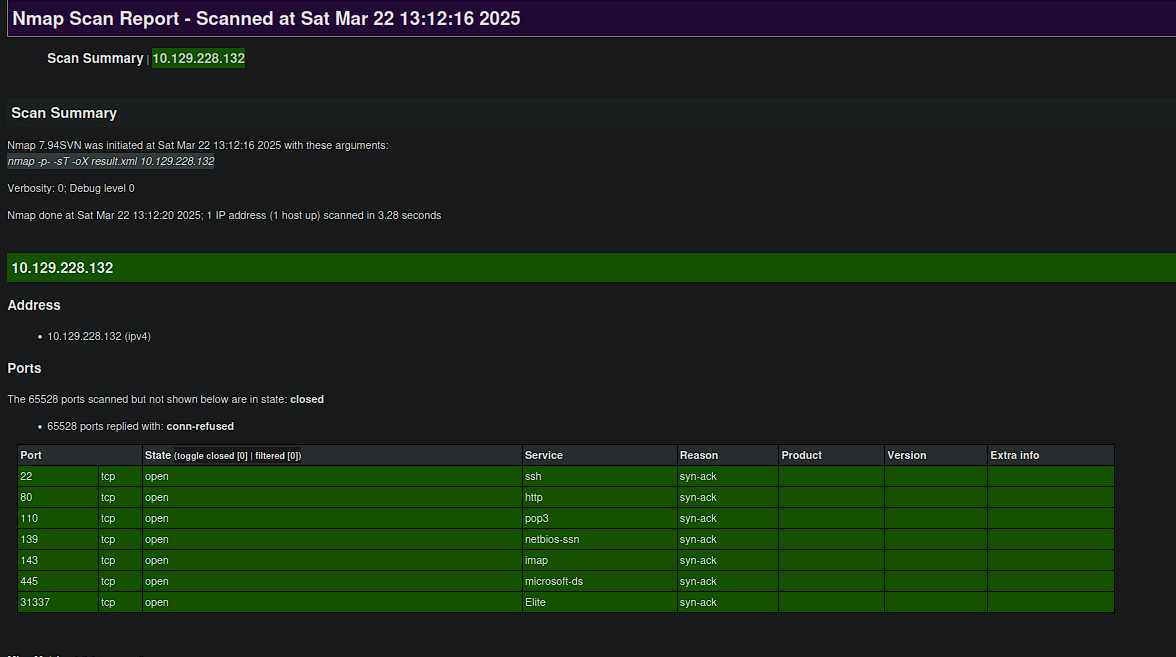 Nmap Scan Report - Scanned at Sat Mar 22 13:12:16 2025
Scan Summary | 10.129.228.132
Scan Summary
Nmap 7.94SVN was initiated at Sat Mar 22 13:12:16 2025 with these arguments:
nmap -p- -sT -oX result.xml 10.129.228.132
Verbosity: 0; Debug level 0
Nmap done at Sat Mar 22 13:12:20 2025; 1 IP address (1 host up) scanned in 3.28 seconds
10.129.228.132
Address
• 10.129.228.132 (ipv4)
Ports
The 65528 ports scanned but not shown below are in state: closed
• 65528 ports replied with: conn-refused
Port State (toggle closed [0] | filtered [0]) Service Reason Product Version Extra info
22 tcp open ssh syn-ack
80 tcp open http syn-ack
110 tcp open pop3 syn-ack
139 tcp open netbios-ssn syn-ack
143 tcp open imap syn-ack
445 tcp open microsoft-ds syn-ack
31337 tcp open Elite syn-ack